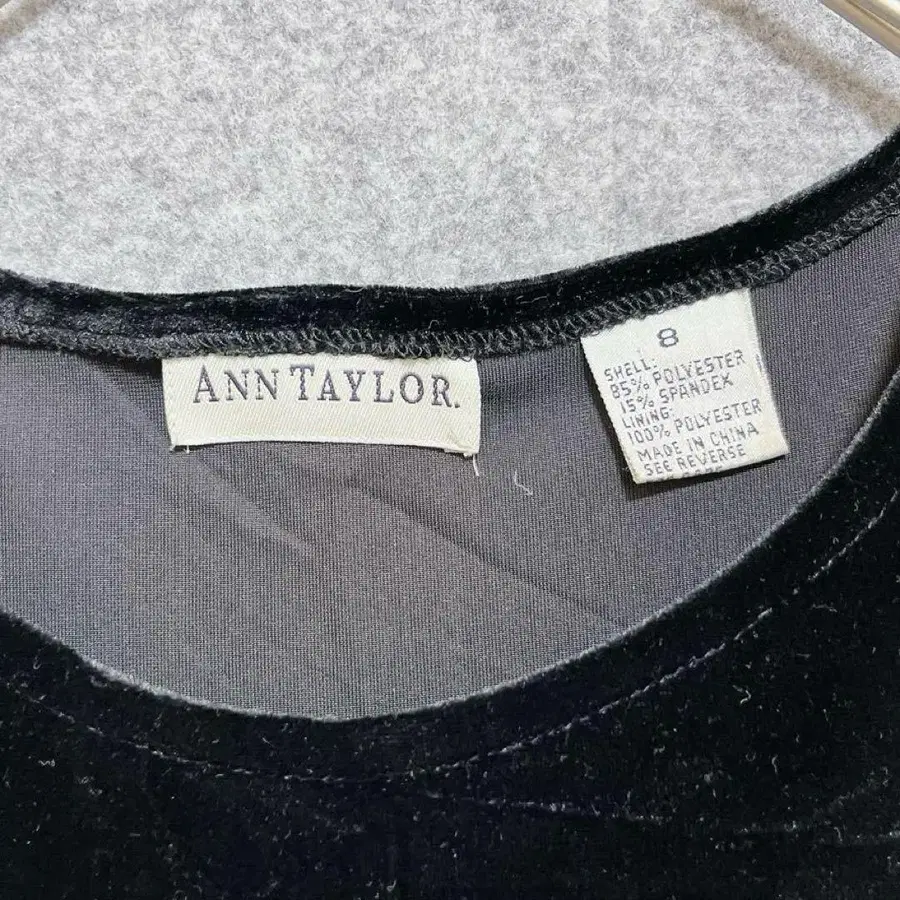 ANN TAYLOR.
8
SHELL:
85% POLYESTER
15% SPANDEX
LINING:
100% POLYESTER
MADE IN CHINA
SEE REVERSE